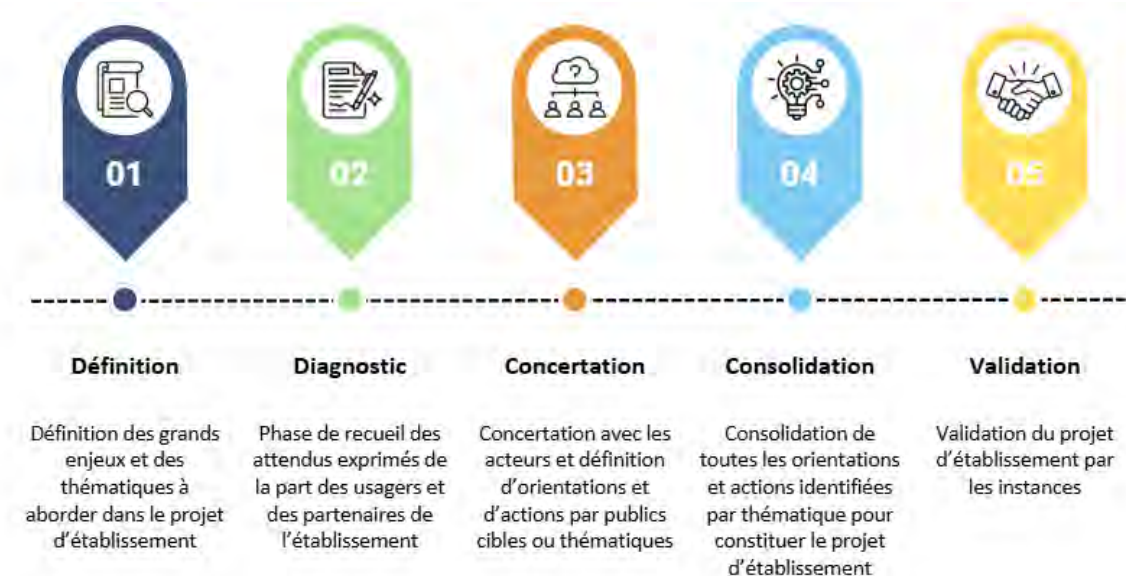 01
02
03
04
05
Définition
Définition des grands
enjeux et des
thématiques à
aborder dans le projet
d'établissement
Diagnostic
Phase de recueil des
attendus exprimés de
la part des usagers et
des partenaires de
l'établissement
Concertation
Concertation avec les
acteurs et définition
d'orientations et
d'actions par publics
cibles ou thématiques
Consolidation
Consolidation de
toutes les orientations
et actions identifiées
par thématique pour
constituer le projet
d'établissement
Validation
Validation du projet
d'établissement par
les instances